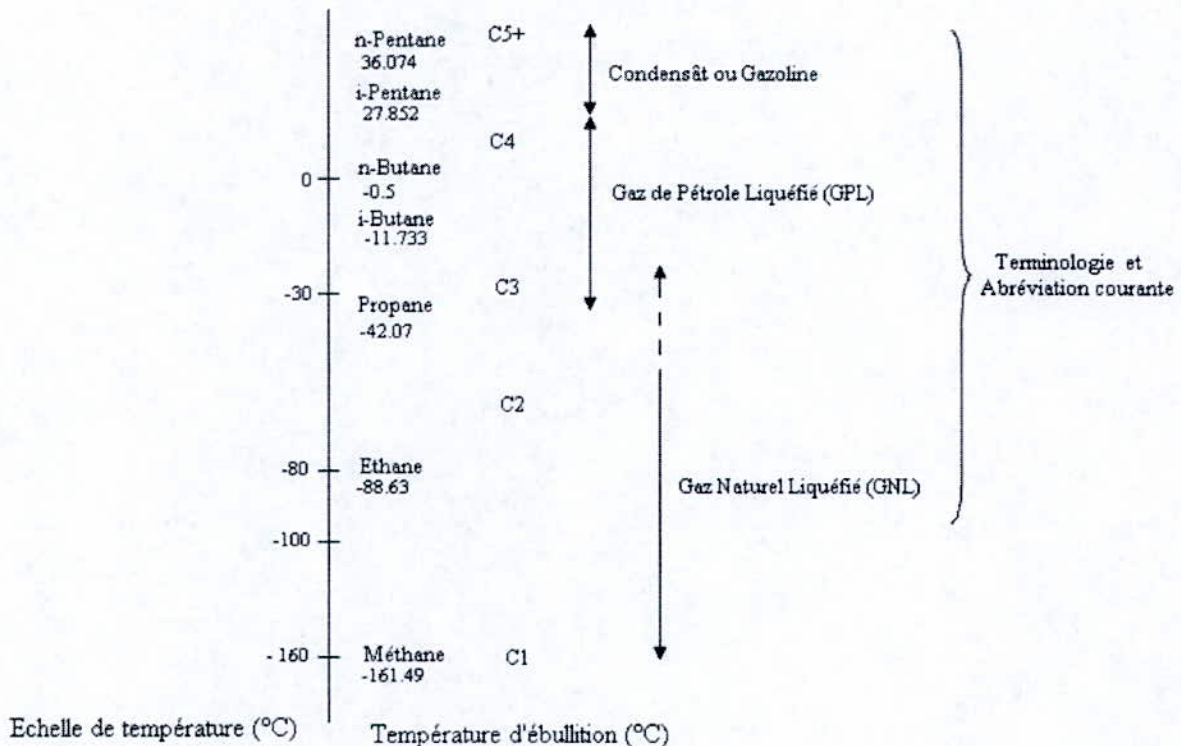 n-Pentane
36.074
C5+
Condensât ou Gazoline
i-Pentane
27.852
C4
n-Butane
-0.5
0
Gaz de Pétrole Liquéfié (GPL)
i-Butane
-11.733
Terminologie et
Abréviation courante
-30
C3
Propane
-42.07
C2
-80
Ethane
-88.63
Gaz Naturel Liquéfié (GNL)
-100
-160
Méthane
-161.49
C1
Echelle de température (°C)
Température d'ébullition (°C)